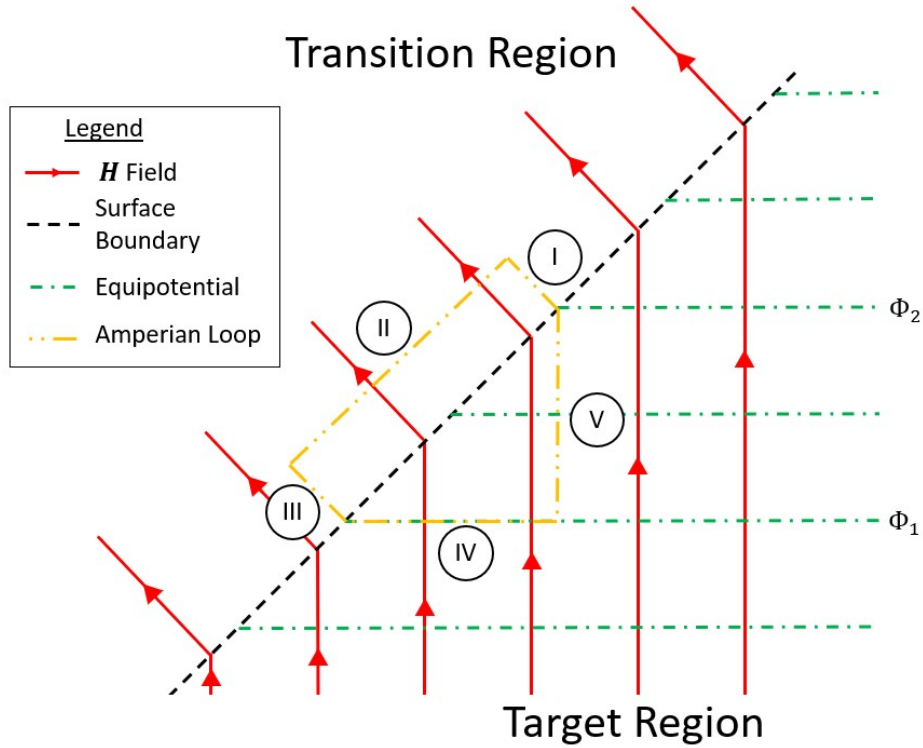 Transition Region
Legend
H Field
Surface
Boundary
Equipotential
Amperian Loop
I
II
Φ₂
V
III
Φ₁
IV
Target Region